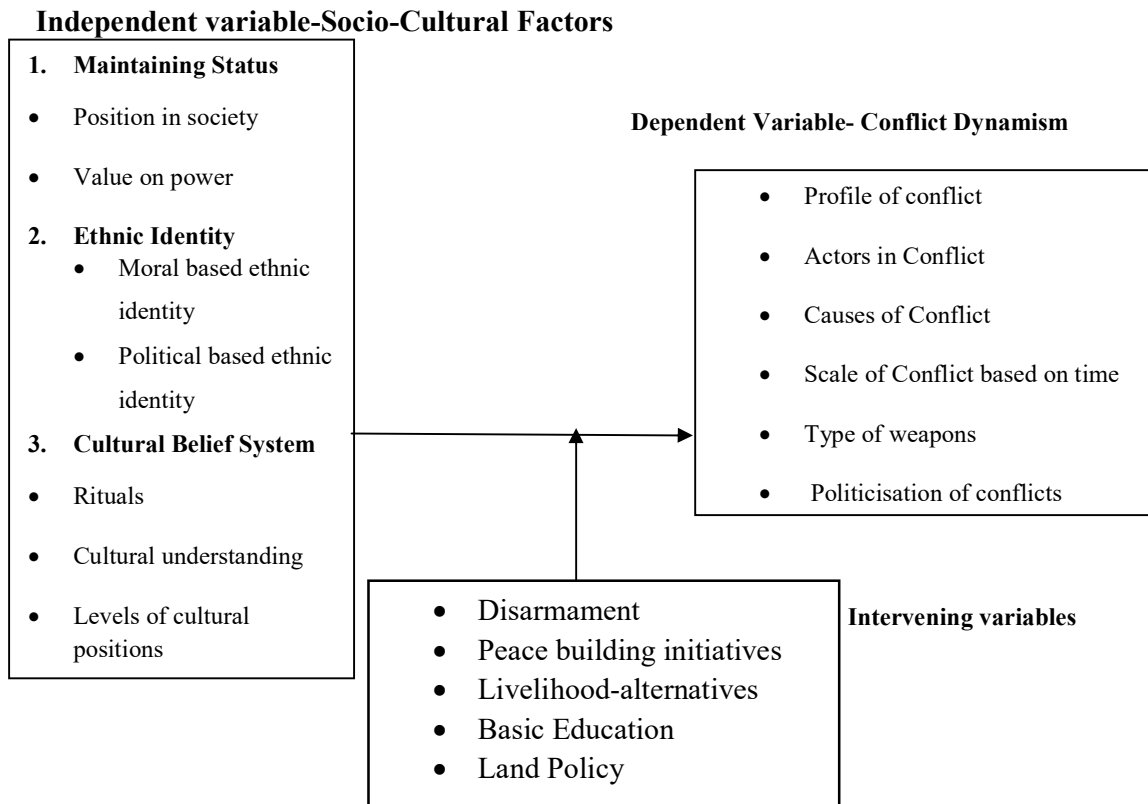 Independent variable-Socio-Cultural Factors
1. Maintaining Status
• Position in society
• Value on power
2. Ethnic Identity
• Moral based ethnic
identity
• Political based ethnic
identity
3. Cultural Belief System
• Rituals
• Cultural understanding
• Levels of cultural
positions
Dependent Variable- Conflict Dynamism
• Profile of conflict
• Actors in Conflict
• Causes of Conflict
• Scale of Conflict based on time
• Type of weapons
• Politicisation of conflicts
• Disarmament
• Peace building initiatives
• Livelihood-alternatives
• Basic Education
• Land Policy
Intervening variables